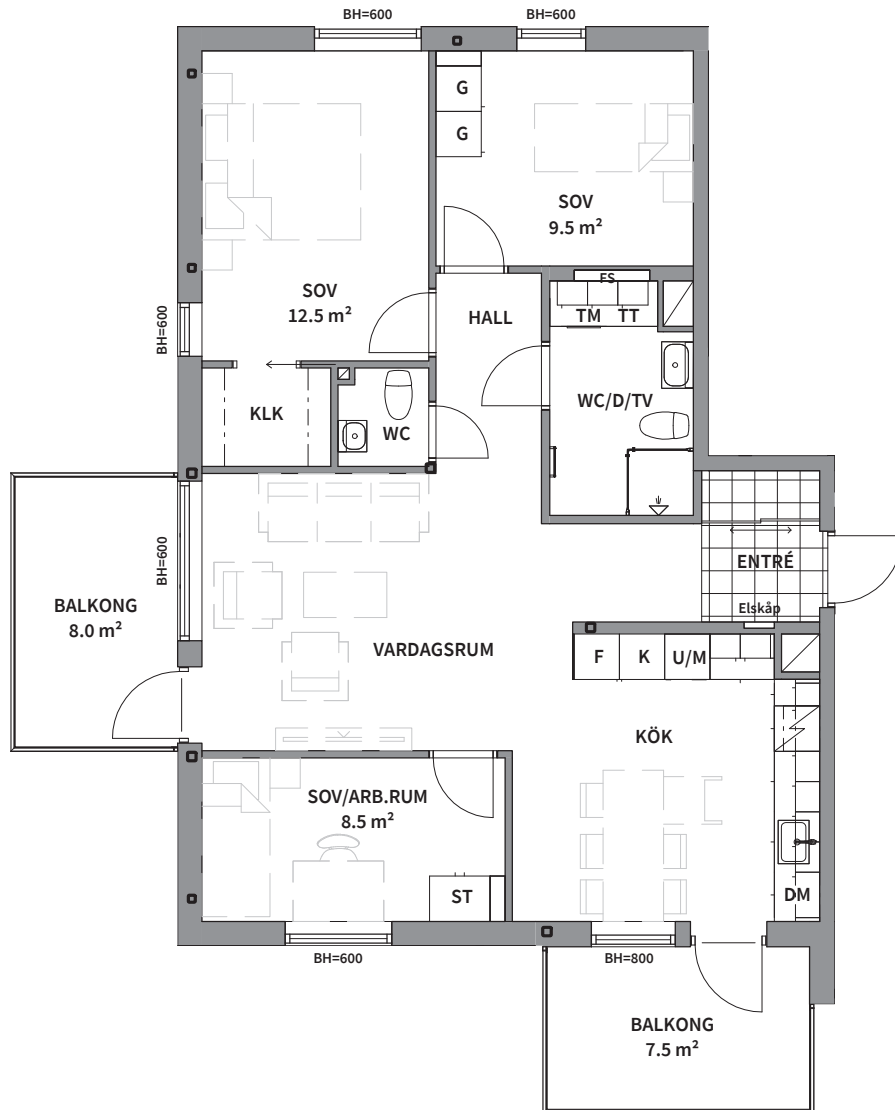 BH=600
BH=600
G
G
SOV
9.5 m²
SOV
12.5 m²
FS
TM
TT
HALL
BH=600
WC/D/TV
KLK
WC
BH=600
ENTRÉ
Elskåp
BALKONG
8.0 m²
VARDAGSRUM
F
K
U/M
KÖK
SOV/ARB.RUM
8.5 m²
ST
DM
BH=600
BH=800
BALKONG
7.5 m²